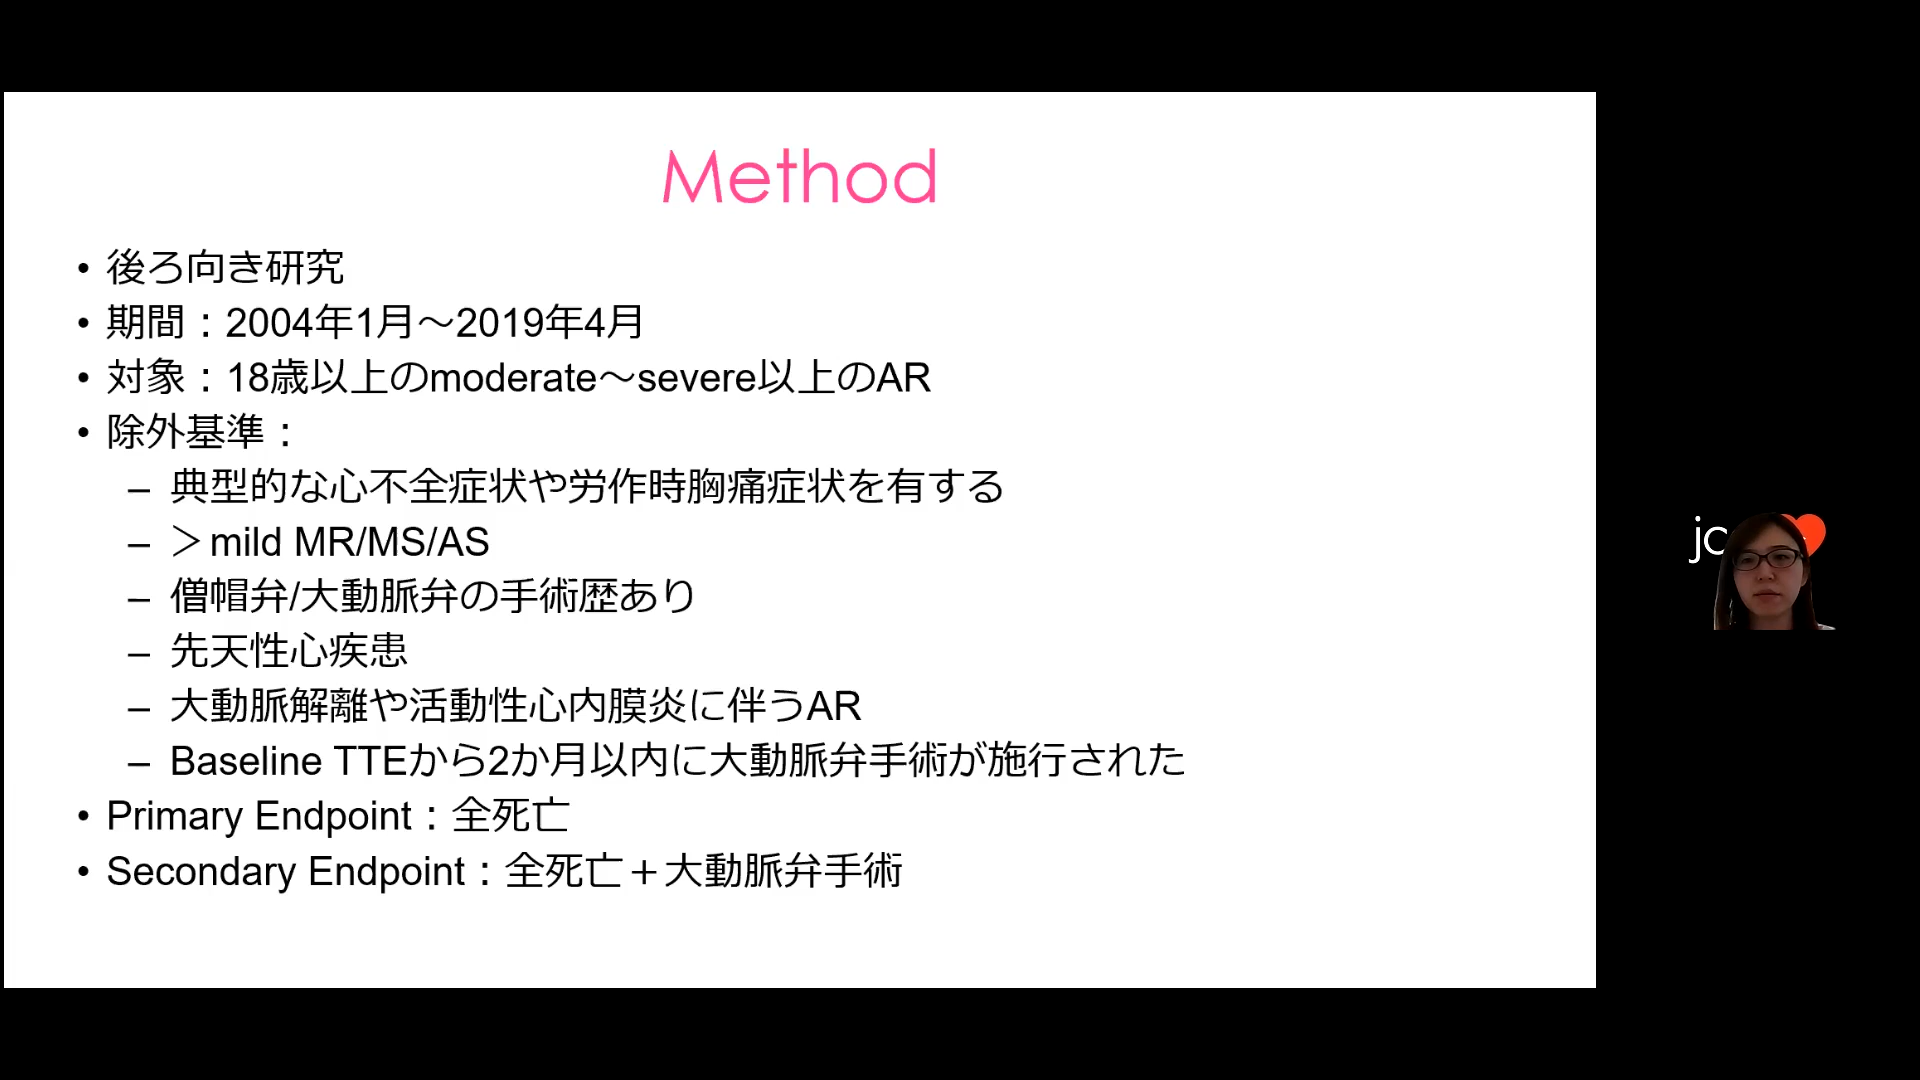 Method
• 後ろ向き研究
• 期間：2004年1月～2019年4月
• 対象：18歳以上のmoderate～severe以上のAR
• 除外基準：
– 典型的な心不全症状や労作時胸痛症状を有する
– ＞mild MR/MS/AS
– 僧帽弁/大動脈弁の手術歴あり
– 先天性心疾患
– 大動脈解離や活動性心内膜炎に伴うAR
– Baseline TTEから2か月以内に大動脈弁手術が施行された
• Primary Endpoint：全死亡
• Secondary Endpoint：全死亡＋大動脈弁手術